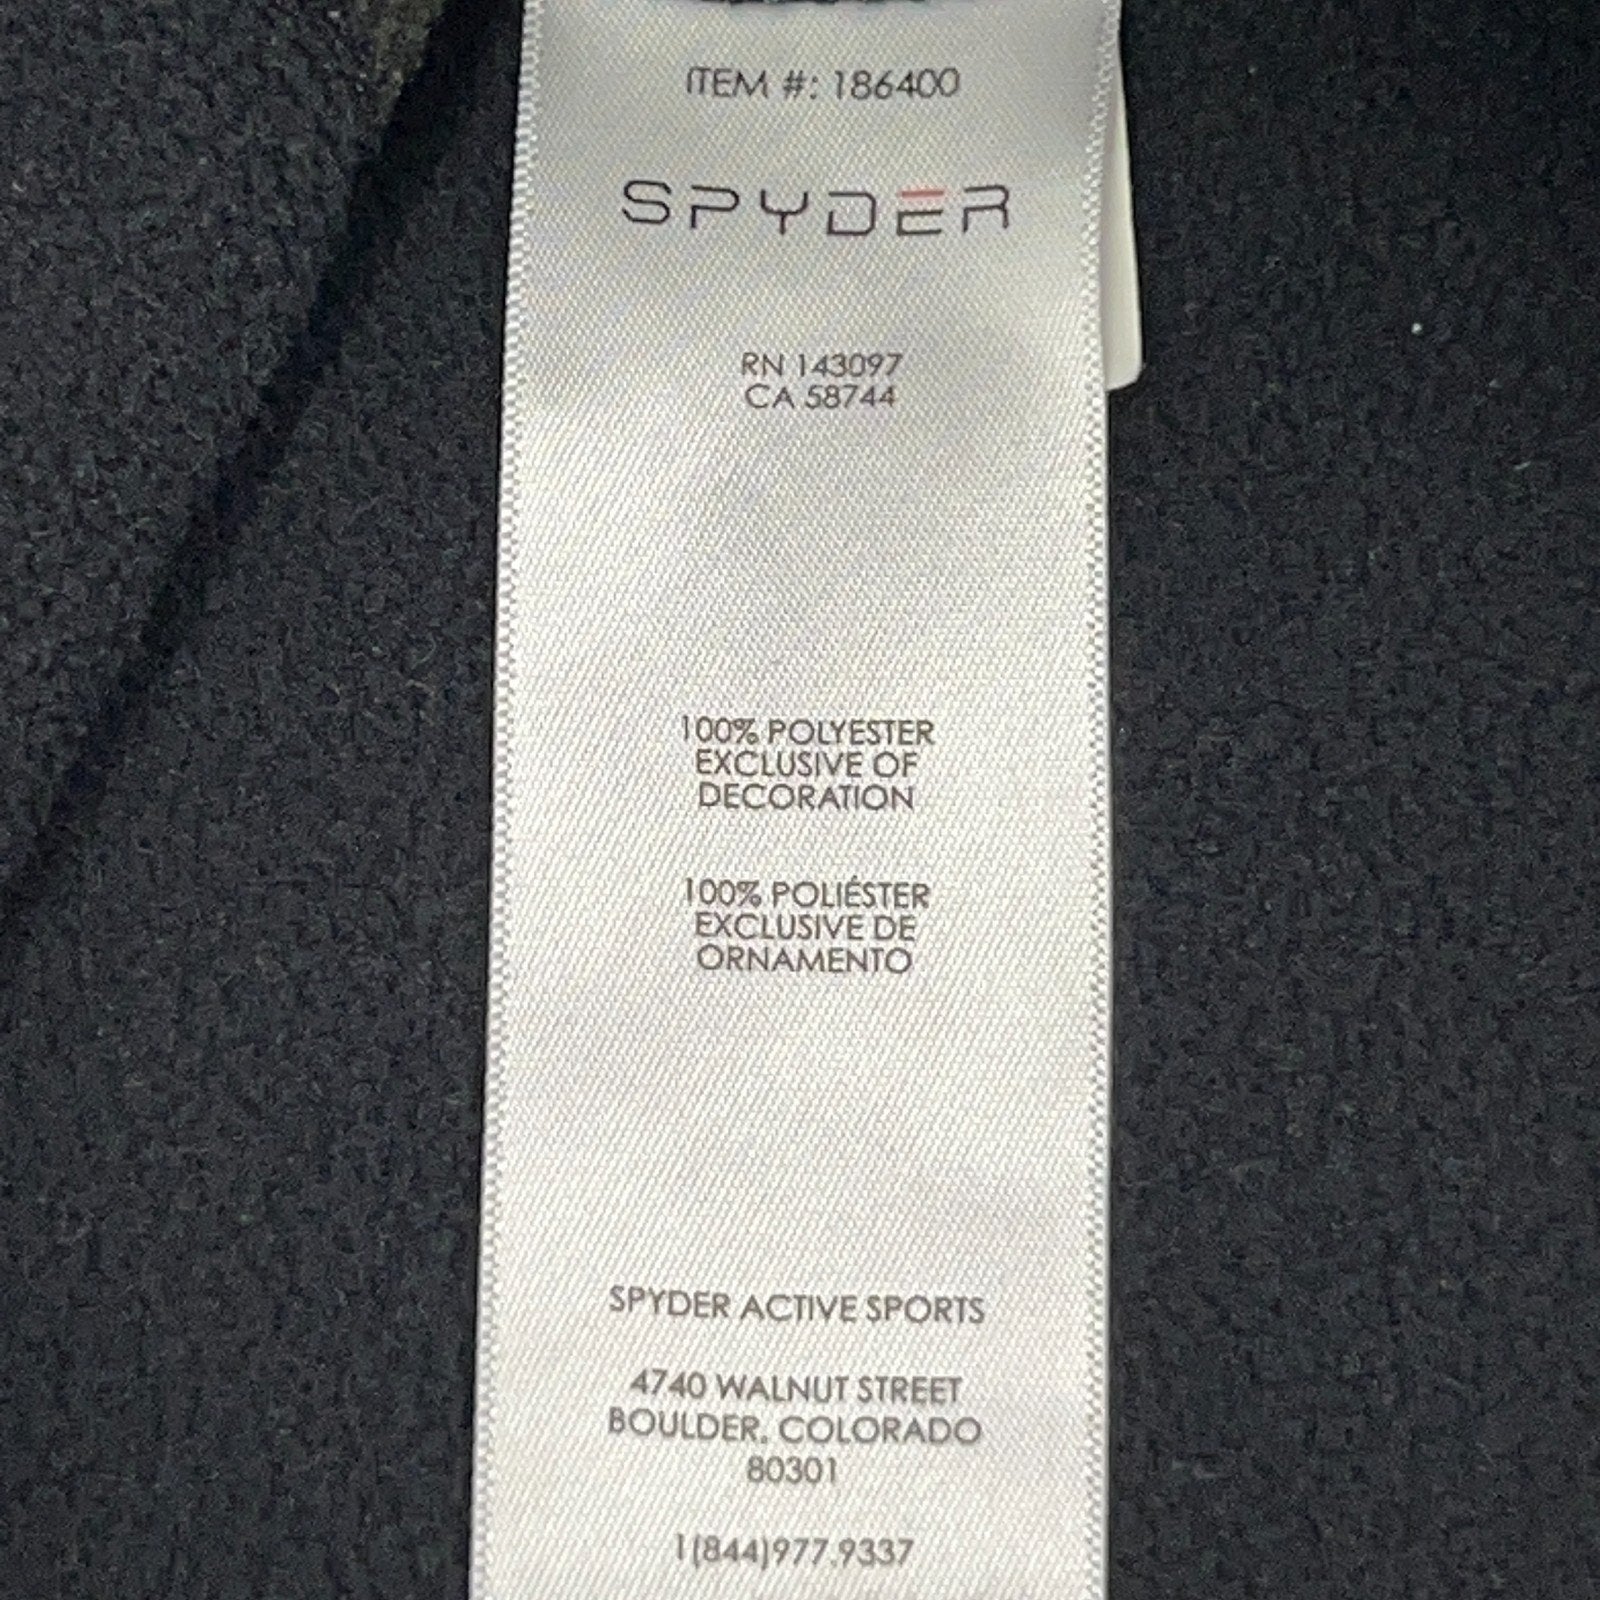 ITEM #: 186400
SPYDER
RN 143097
CA 58744
100% POLYESTER
EXCLUSIVE OF
DECORATION
100% POLIÉSTER
EXCLUSIVE DE
ORNAMENTO
SPYDER ACTIVE SPORTS
4740 WALNUT STREET
BOULDER, COLORADO
80301
1(844)977.9337